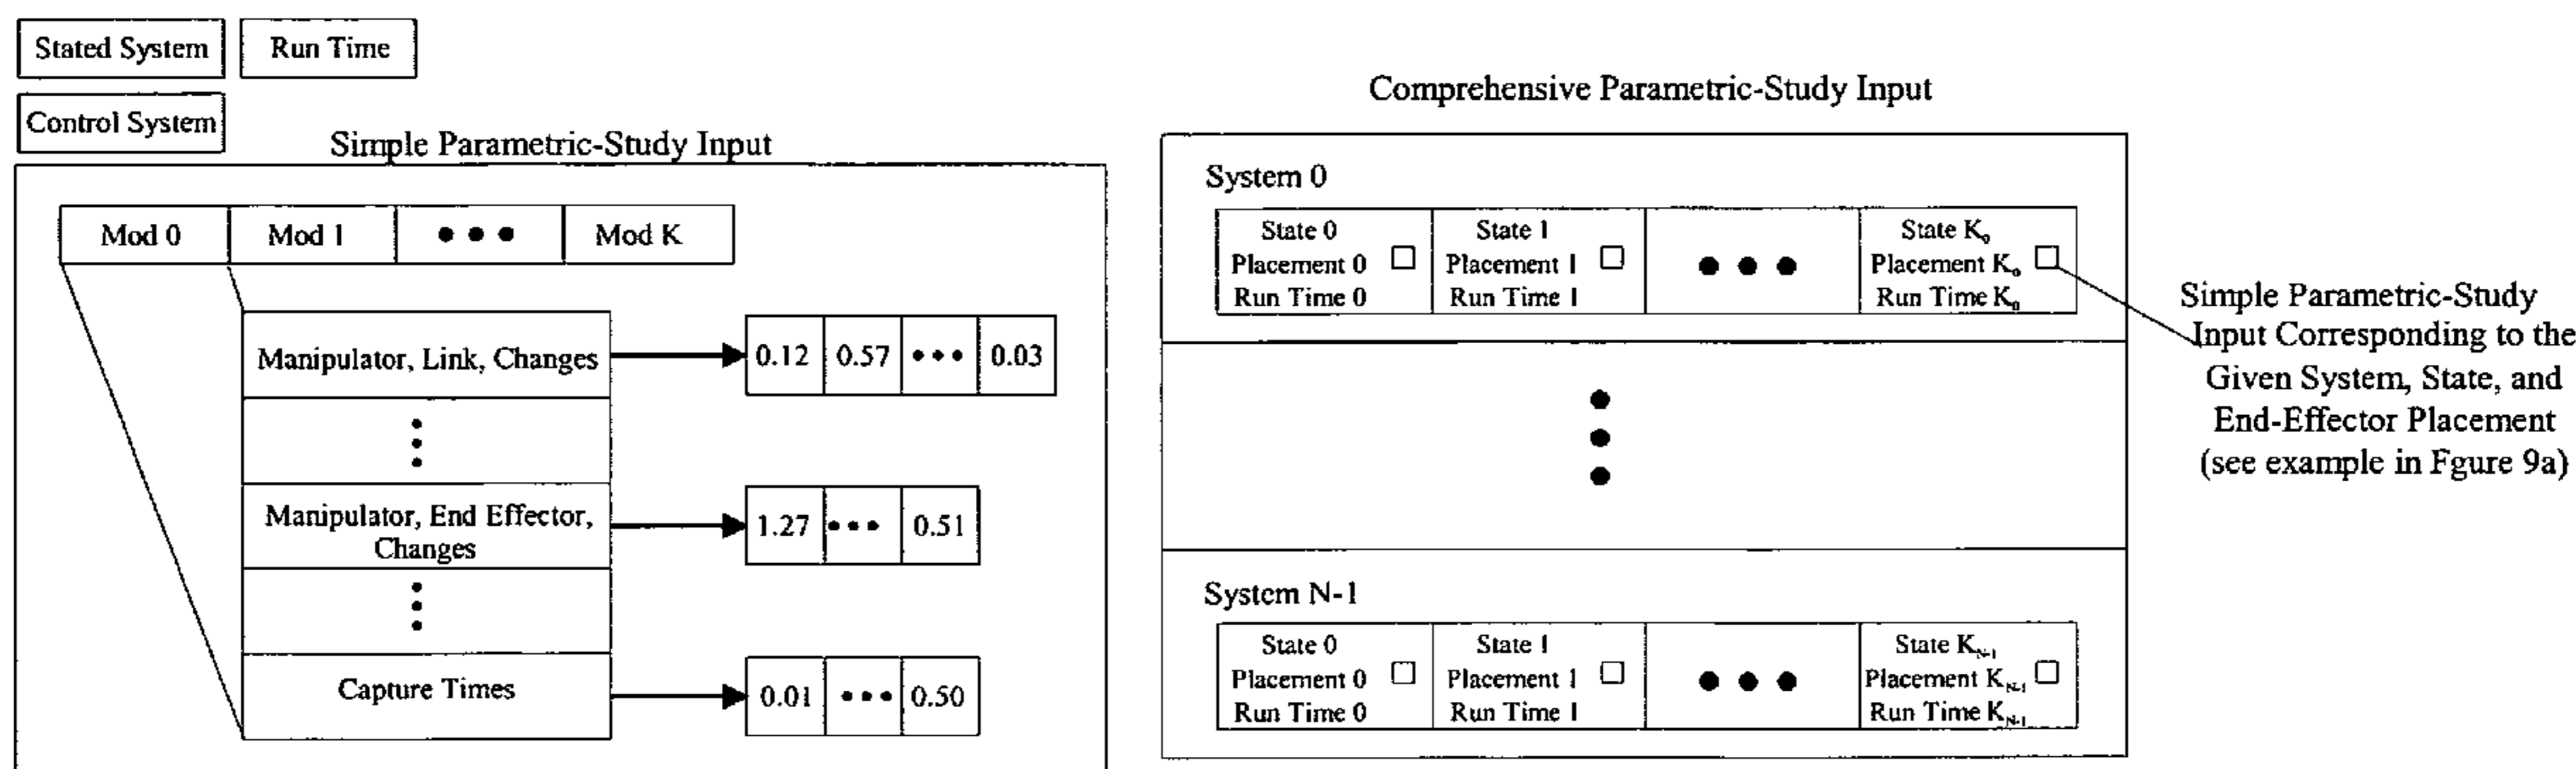 Stated System
Run Time
Control System
Simple Parametric-Study Input
Mod 0
Mod 1
•••
Mod K
Manipulator, Link, Changes
0.12
0.57
•••
0.03
Manipulator, End Effector,
Changes
1.27
•••
0.51
Capture Times
0.01
•••
0.50
Comprehensive Parametric-Study Input
System 0
State 0
Placement 0
Run Time 0
State 1
Placement 1
Run Time 1
•••
State K₀
Placement K₀
Run Time K₀
System N-1
State 0
Placement 0
Run Time 0
State 1
Placement 1
Run Time 1
•••
State K_{N-1}
Placement K_{N-1}
Run Time K_{N-1}
Simple Parametric-Study
Input Corresponding to the
Given System, State, and
End-Effector Placement
(see example in Fgure 9a)